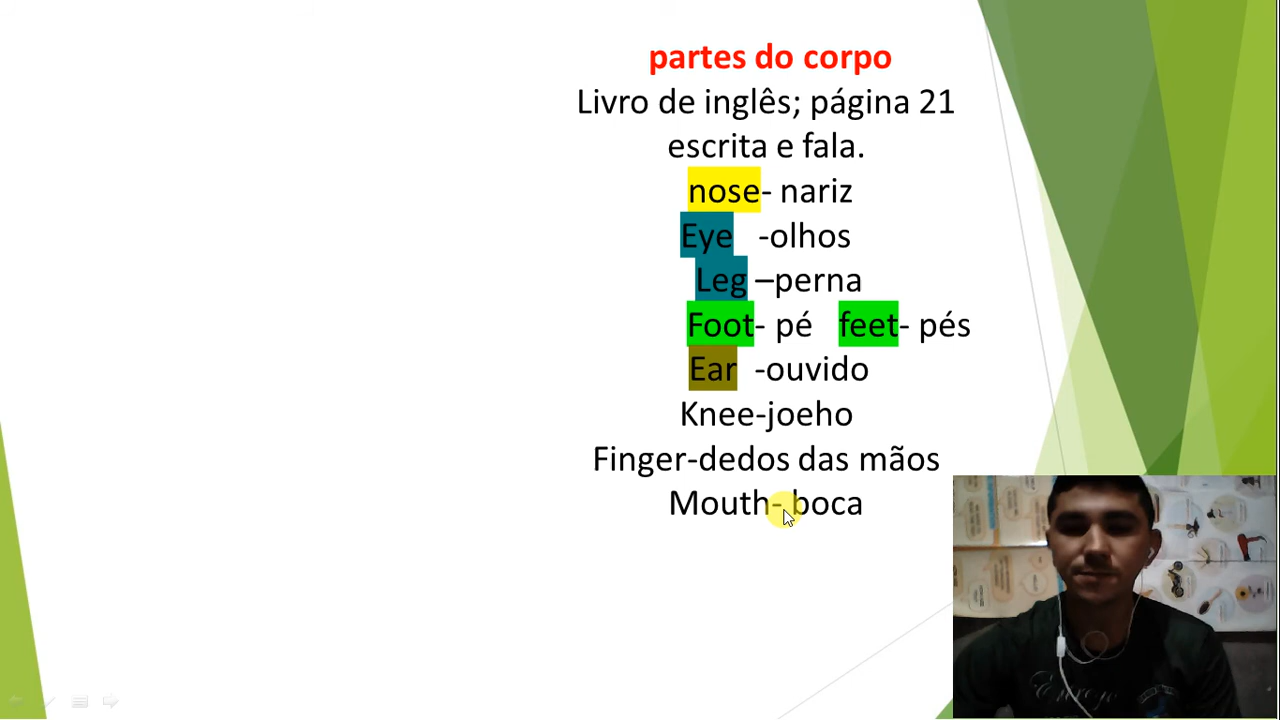 partes do corpo
Livro de inglês; página 21
escrita e fala.
nose- nariz
Eye -olhos
Leg –perna
Foot- pé feet- pés
Ear -ouvido
Knee-joeho
Finger-dedos das mãos
Mouth- boca